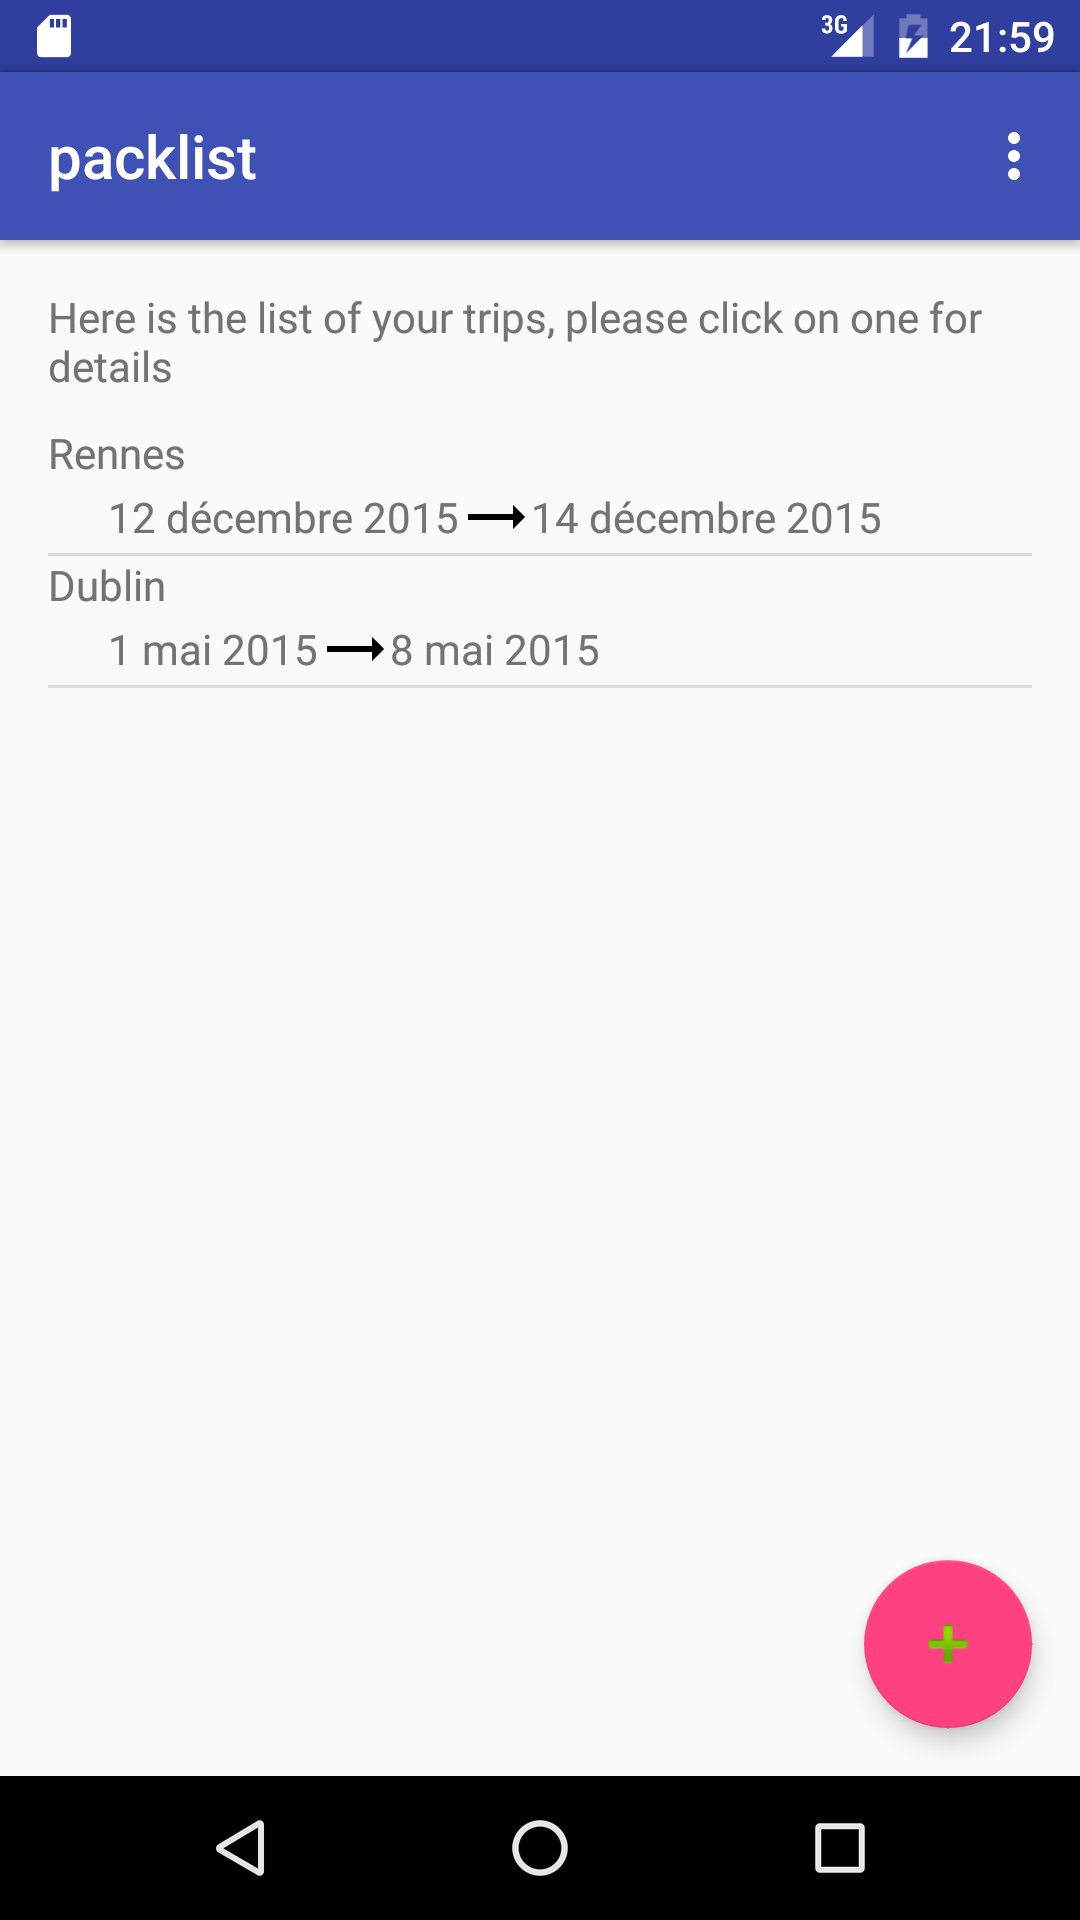 3G 21:59
packlist
Here is the list of your trips, please click on one for
details
Rennes
12 décembre 2015 14 décembre 2015
Dublin
1 mai 2015 8 mai 2015